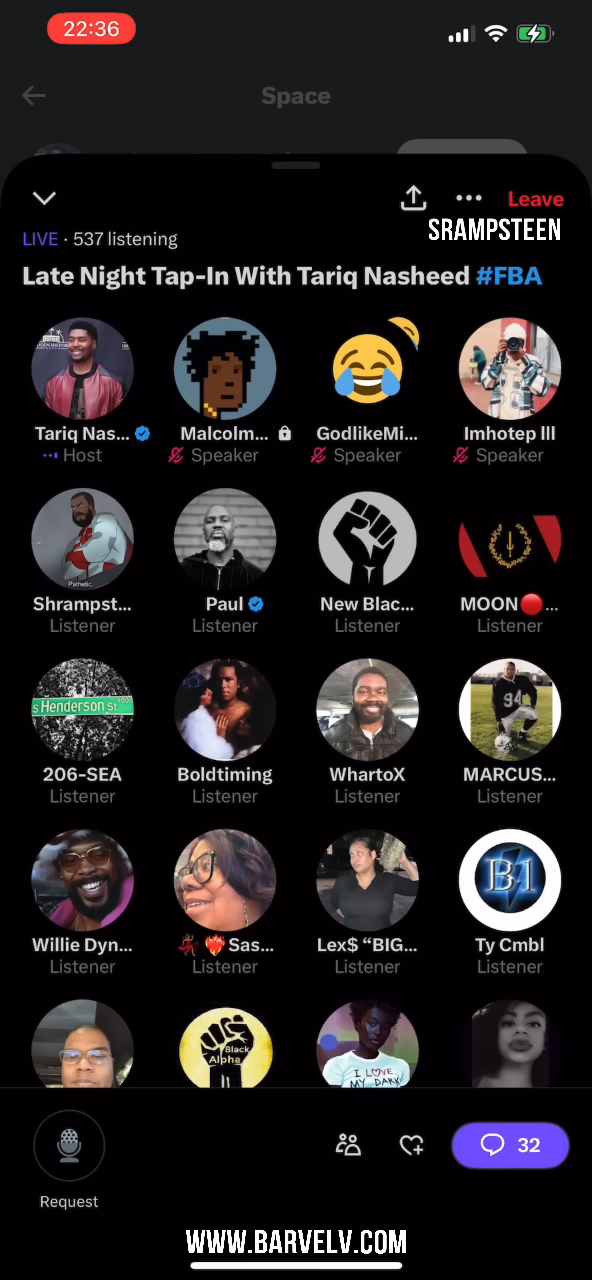 22:36
Space
Leave
SRAMPSTEEN
LIVE · 537 listening
Late Night Tap-In With Tariq Nasheed #FBA
Tariq Nas... Malcolm... GodlikeMi... Imhotep III
Host Speaker Speaker Speaker
Pathetic.
Shrampst... Paul New Blac... MOON🔴...
Listener Listener Listener Listener
S Henderson St
94
206-SEA Boldtiming WhartoX MARCUS...
Listener Listener Listener Listener
B1
Willie Dyn... 💃🏿 ❤️‍🔥 Sas... Lex$ “BIG... Ty Cmbl
Listener Listener Listener Listener
Black
Alpha
I LOVE
MY DARK
32
Request
WWW.BARVELV.COM